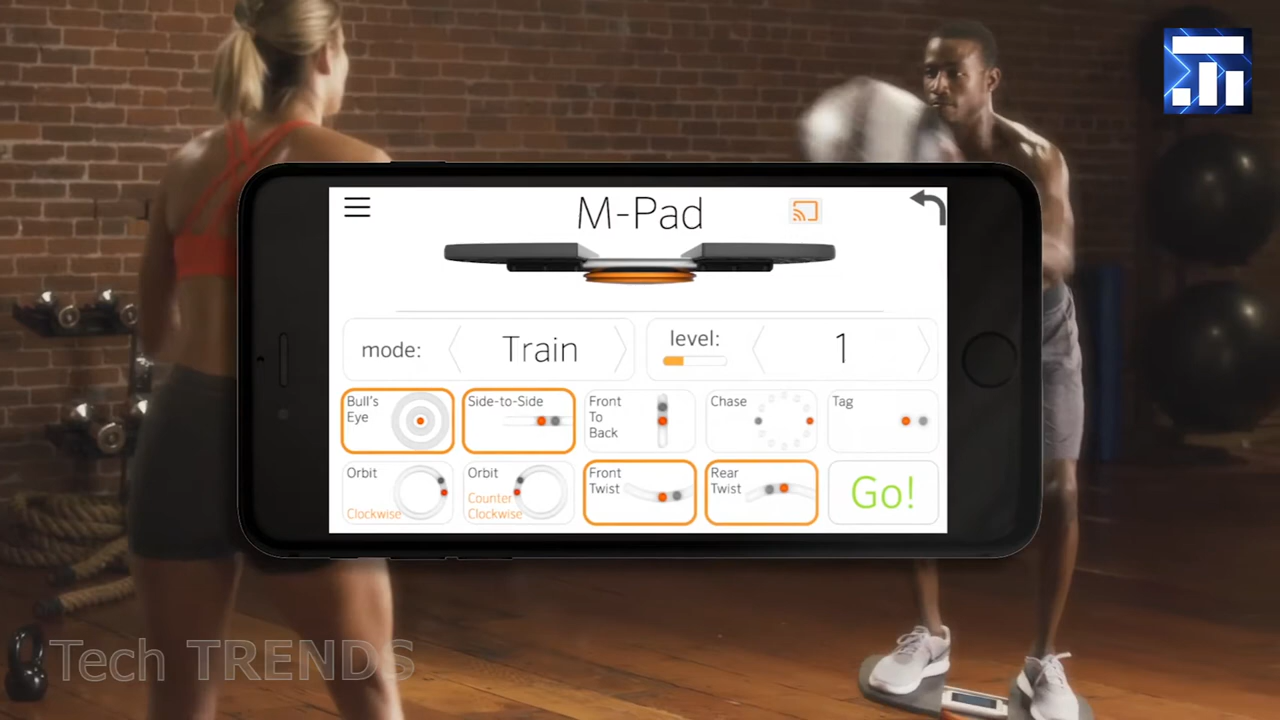 M-Pad
mode:
Train
level:
1
Bull's
Eye
Side-to-Side
Front
To
Back
Chase
Tag
Orbit
Clockwise
Orbit
Counter
Clockwise
Front
Twist
Rear
Twist
Go!
Tech TRENDS